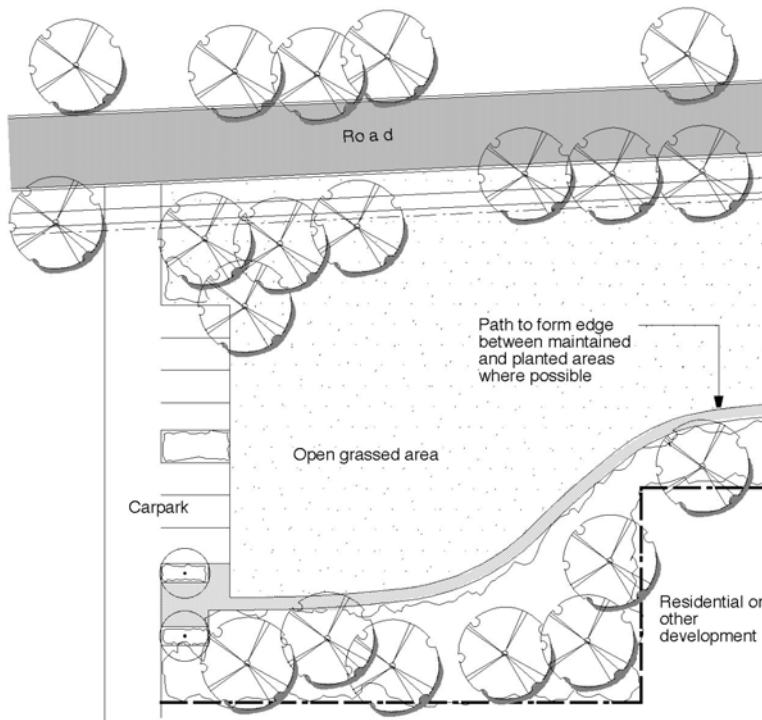 Road
Path to form edge
between maintained
and planted areas
where possible
Open grassed area
Carpark
Residential or
other
development